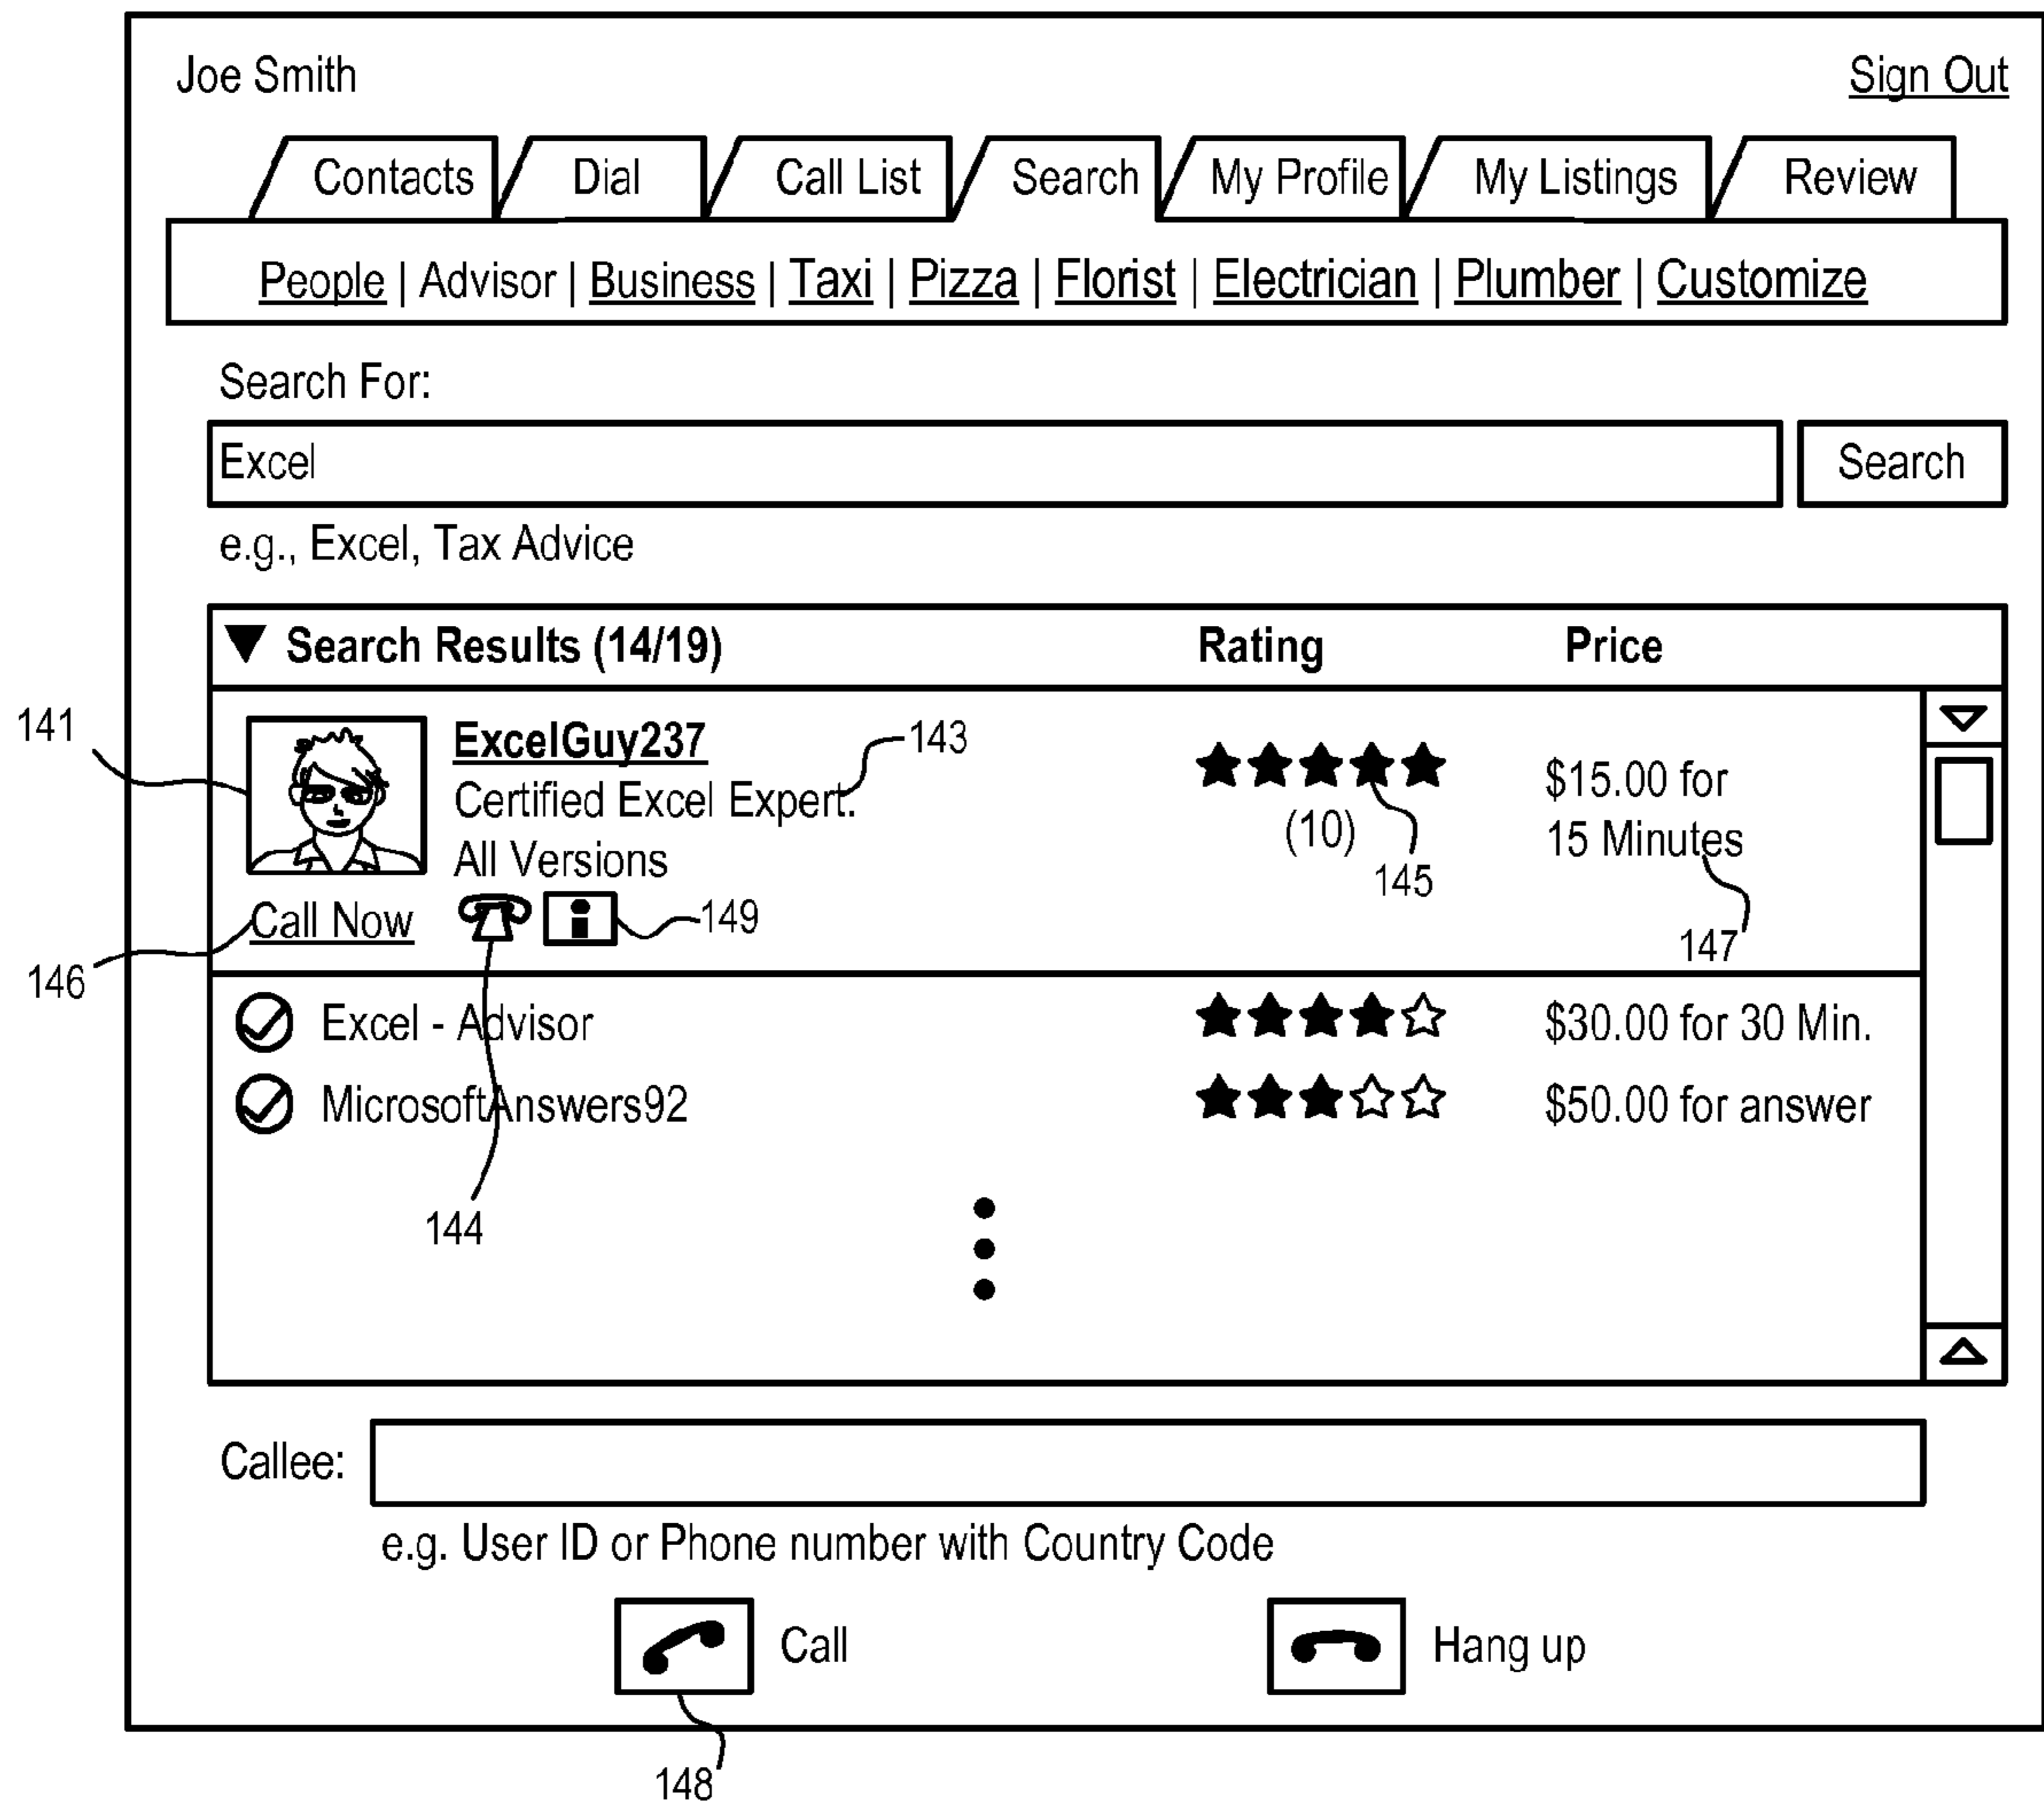 Joe Smith Sign Out
Contacts Dial Call List Search My Profile My Listings Review
People | Advisor | Business | Taxi | Pizza | Florist | Electrician | Plumber | Customize
Search For:
Excel Search
e.g., Excel, Tax Advice
Search Results (14/19) Rating Price
141
ExcelGuy237 143
Certified Excel Expert. $15.00 for
(10) 15 Minutes
All Versions 145
Call Now 149 147
146
Excel - Advisor $30.00 for 30 Min.
MicrosoftAnswers92 $50.00 for answer
144
Callee:
e.g. User ID or Phone number with Country Code
Call Hang up
148